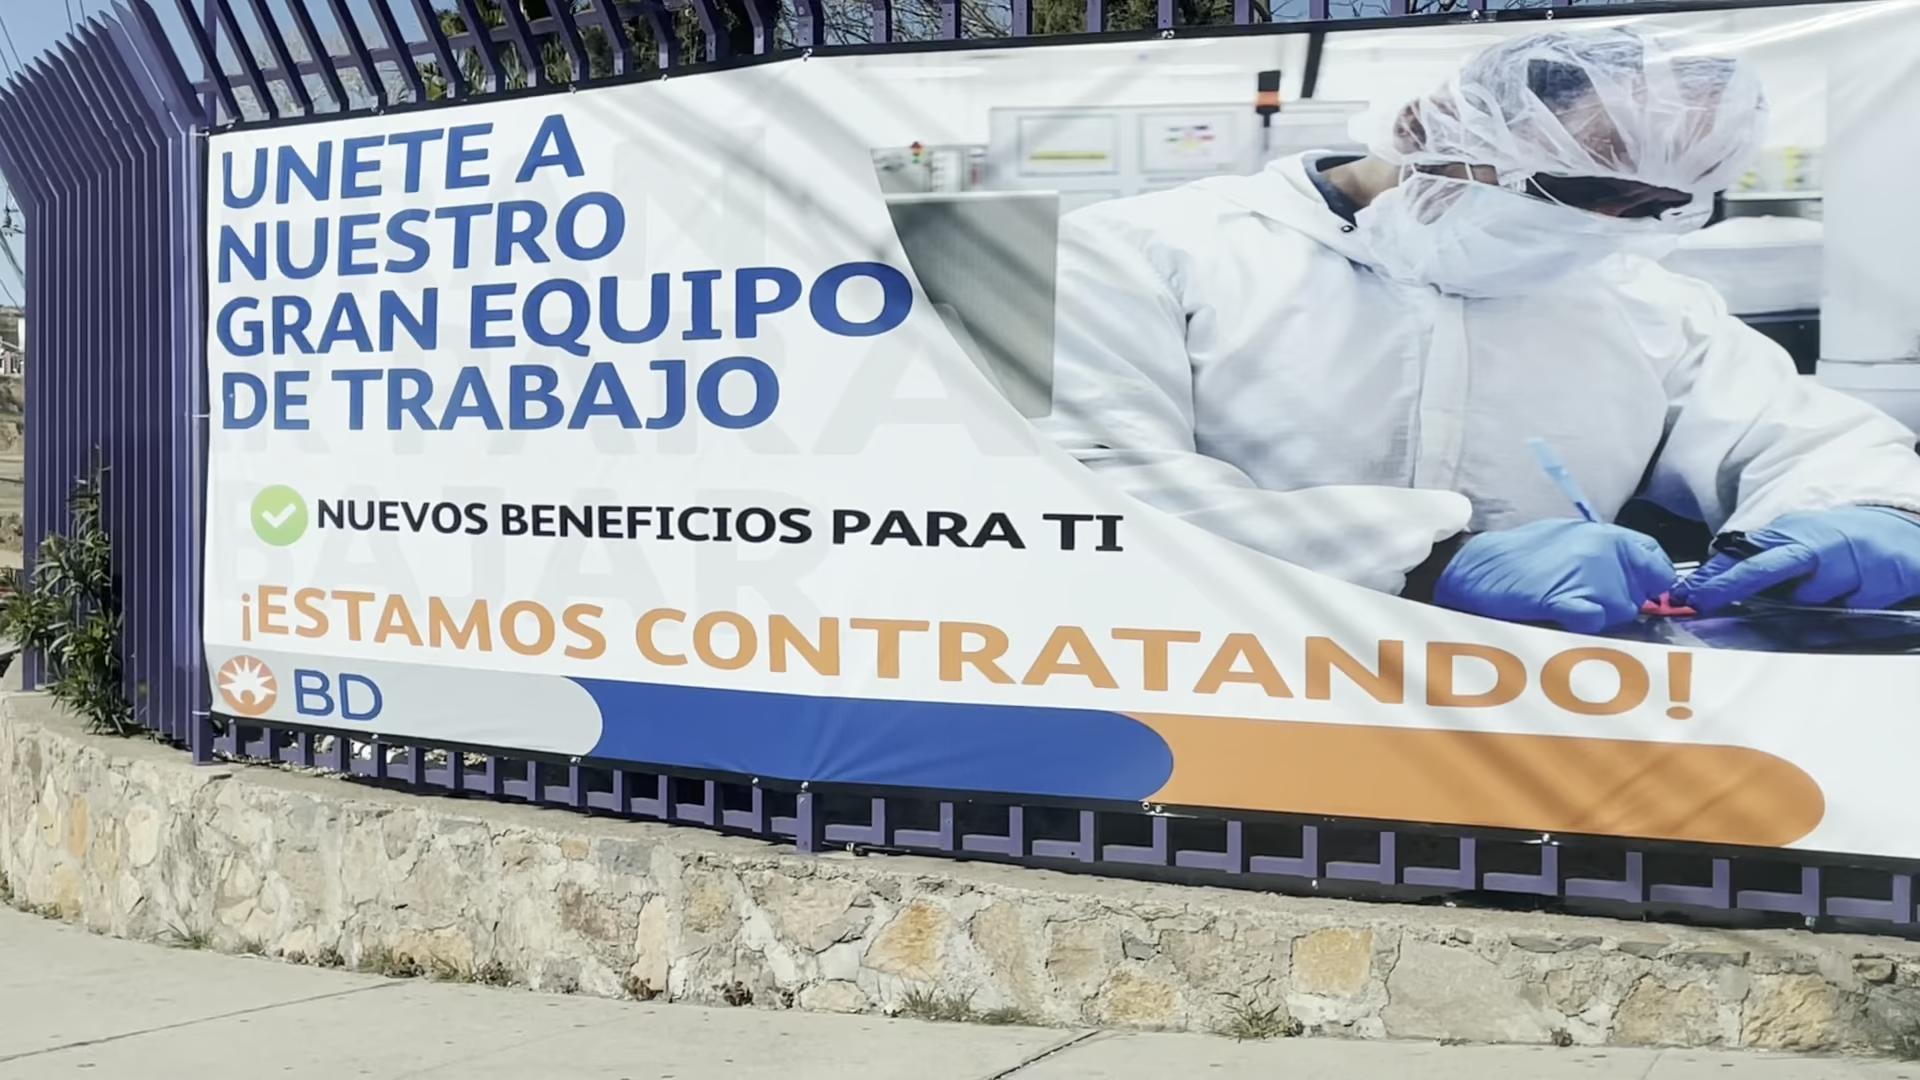 UNETE A
NUESTRO
GRAN EQUIPO
DE TRABAJO
NUEVOS BENEFICIOS PARA TI
¡ESTAMOS CONTRATANDO!
BD